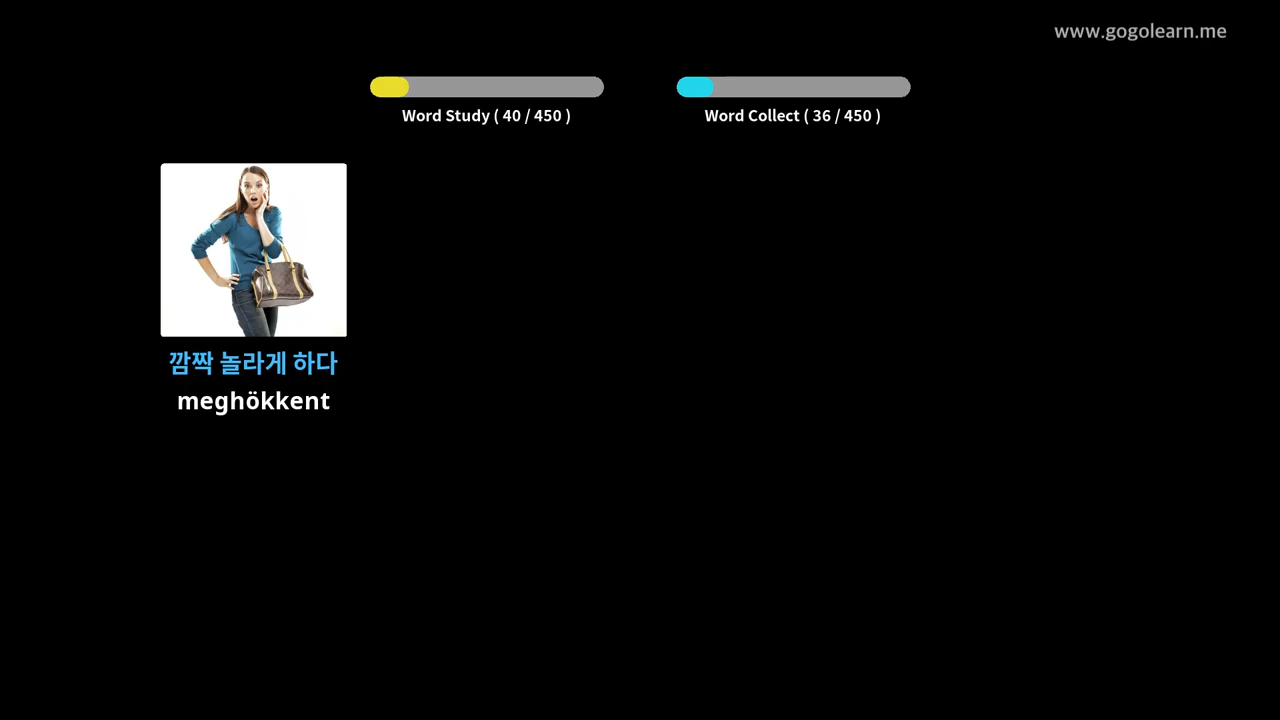 www.gogolearn.me
Word Study ( 40 / 450 )
Word Collect ( 36 / 450 )
깜짝 놀라게 하다
meghökkent